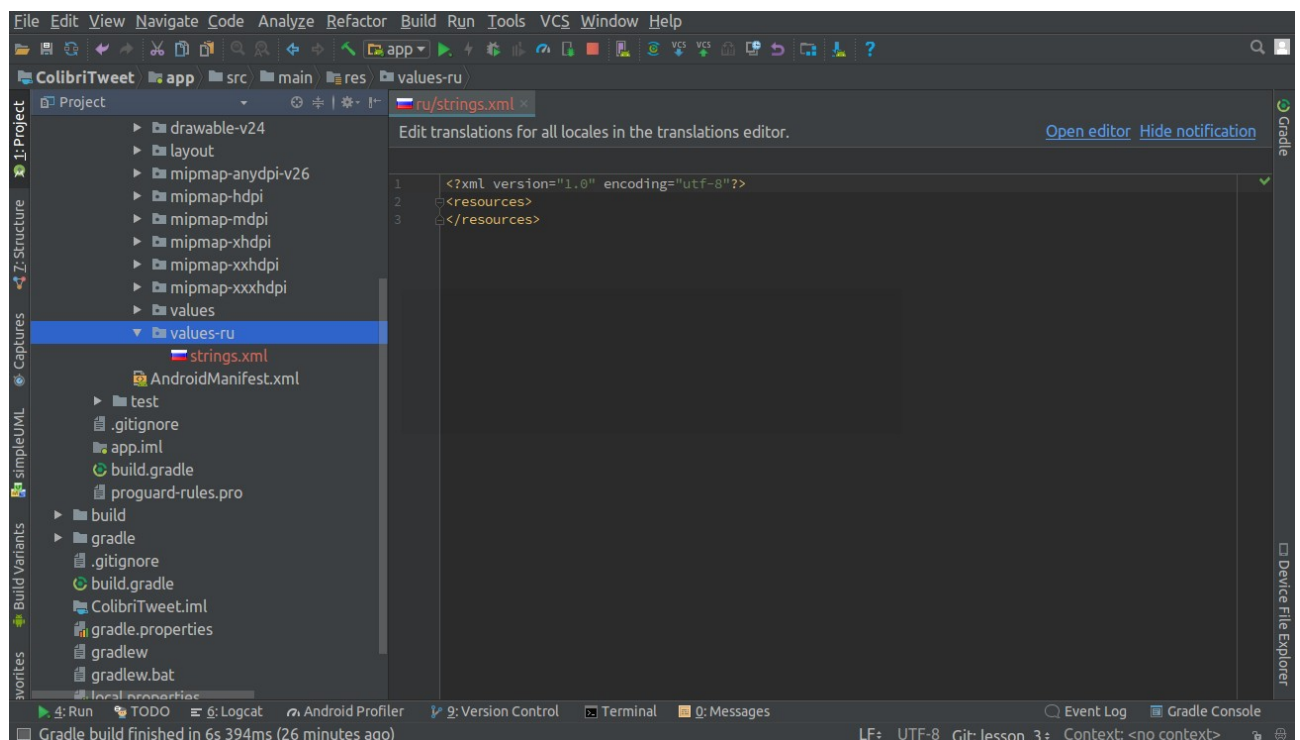 File Edit View Navigate Code Analyze Refactor Build Run Tools VCS Window Help
app
VCS VCS
ColibriTweet app src main res values-ru
Project
ru/strings.xml
Edit translations for all locales in the translations editor. Open editor Hide notification
1: Project
Z: Structure
Captures
simpleUML
Build Variants
avorites
drawable-v24
layout
mipmap-anydpi-v26
mipmap-hdpi
mipmap-mdpi
mipmap-xhdpi
mipmap-xxhdpi
mipmap-xxxhdpi
values
values-ru
strings.xml
AndroidManifest.xml
test
.gitignore
app.iml
build.gradle
proguard-rules.pro
build
gradle
.gitignore
build.gradle
ColibriTweet.iml
gradle.properties
gradlew
gradlew.bat
local.properties
1 <?xml version="1.0" encoding="utf-8"?>
2 <resources>
3 </resources>
Gradle
Device File Explorer
4: Run TODO 6: Logcat Android Profiler 9: Version Control Terminal 0: Messages Event Log Gradle Console
Gradle build finished in 6s 394ms (26 minutes ago) LF: UTF-8 Git: lesson_3: Context: <no context>